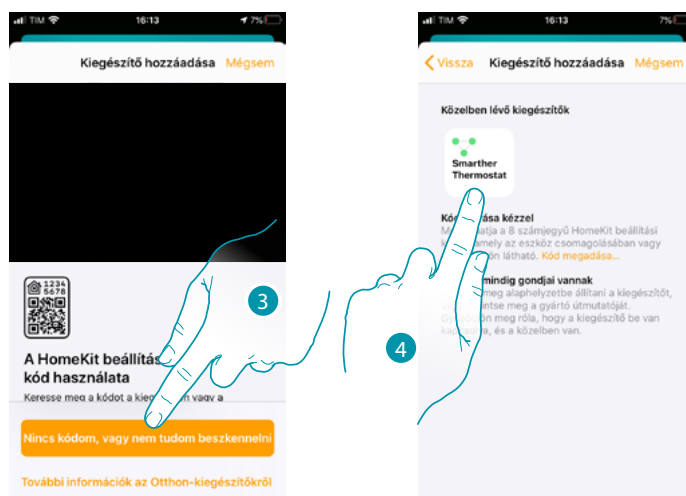 TIM 16:13 7%
Kiegészítő hozzáadása Mégsem
1234
5678
A HomeKit
kód használata
Keresse meg a kódot a vagy a
Nincs kódom, vagy nem tudom beszkennelni
További információk az Otthon-kiegészítőkről
3
TIM 16:13 7%
Vissza Kiegészítő hozzáadása Mégsem
Közelben lévő kiegészítők
Smarther
Thermostat
kézzel
a 8 számjegyű HomeKit beállítási
amely az eszköz csomagolásában vagy
látható. Kód megadása...
mindig gondjai vannak
meg alaphelyzetbe állítani a kiegészítőt,
meg a gyártó útmutatóját.
meg róla, hogy a kiegészítő be van
és a közelben van.
4